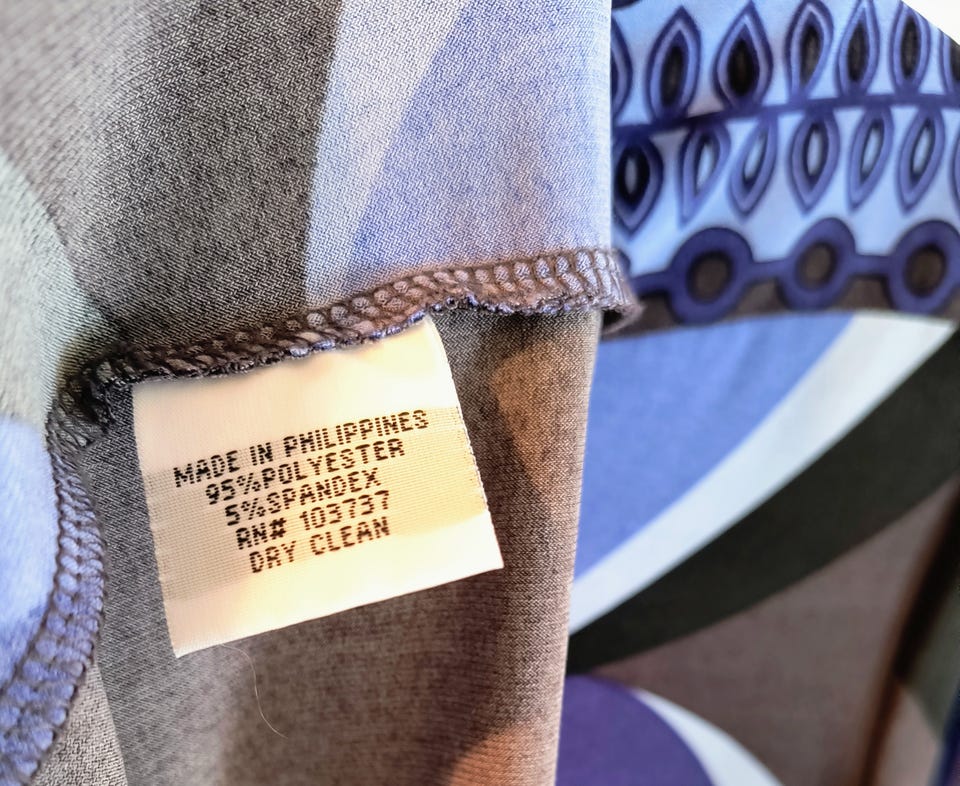 MADE IN PHILIPPINES
95%POLYESTER
5%SPANDEX
RN# 103737
DRY CLEAN